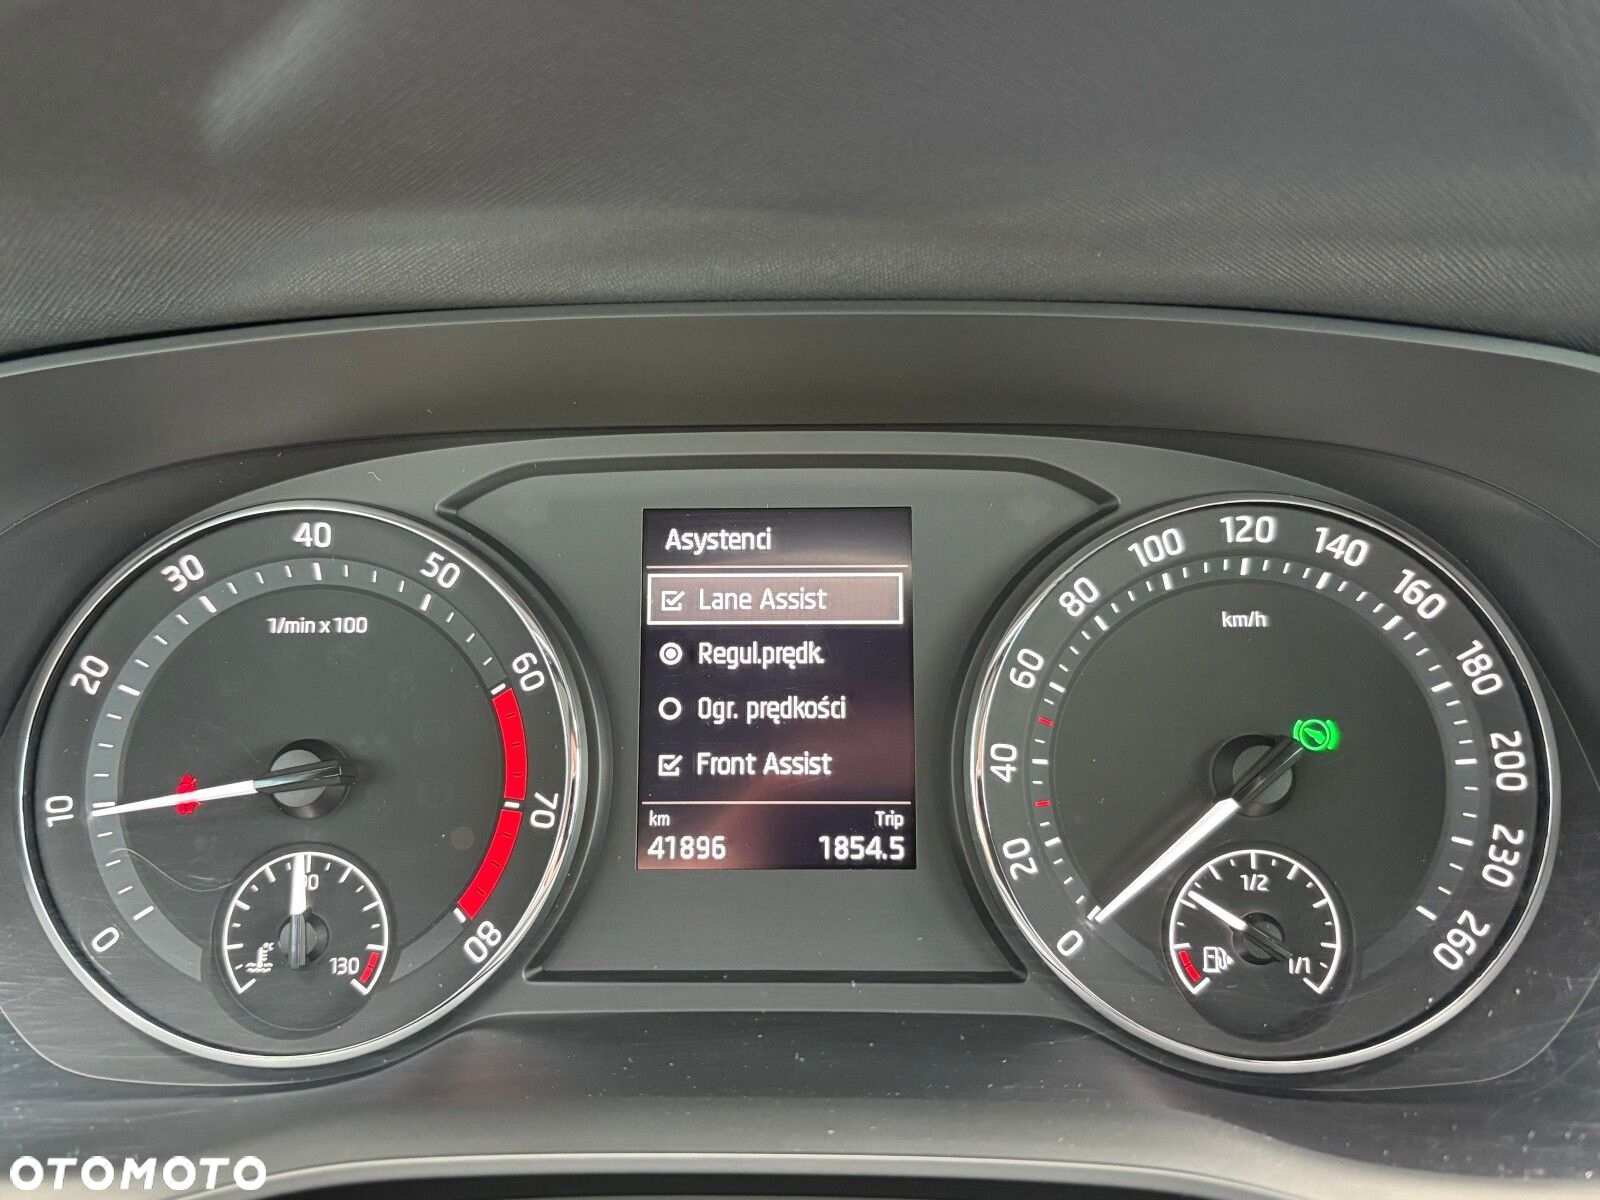 0
10
20
30
40
50
60
70
80
1/min x 100
90
130
°C
Asystenci
Lane Assist
Regul.prędk.
Ogr. prędkości
Front Assist
km Trip
41896 1854.5
0
20
40
60
80
100
120
140
160
180
200
230
260
km/h
1/2
1/1
OTOMOTO